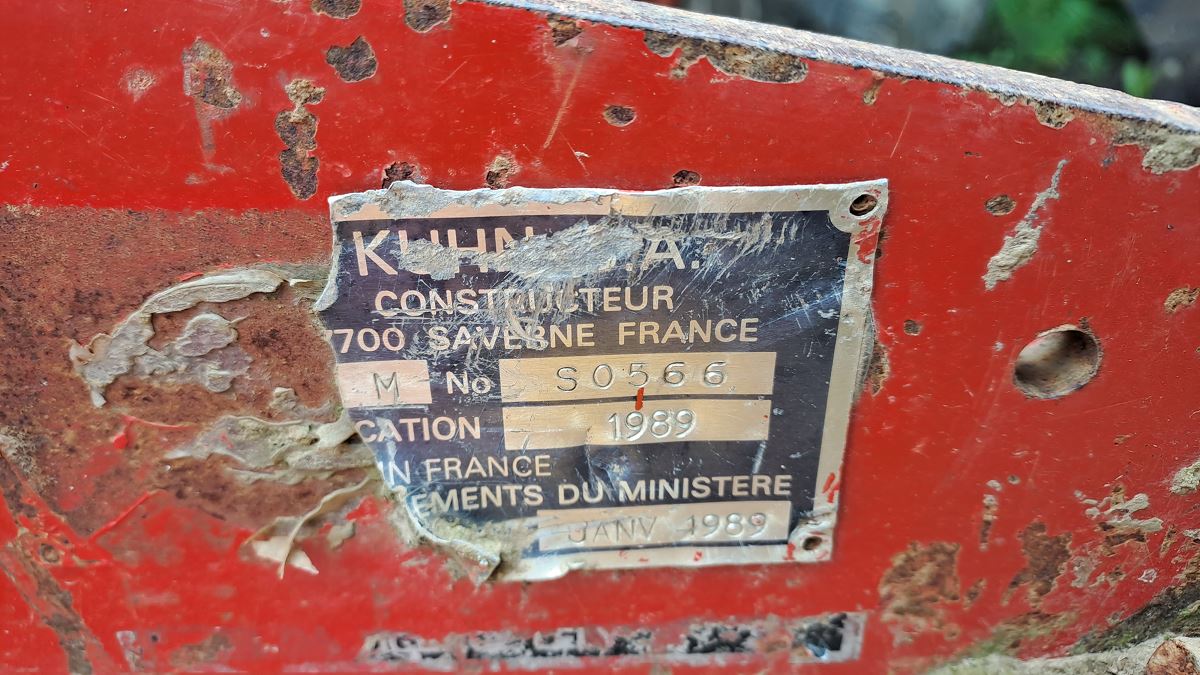 KUHN .A.
CONSTRUCTEUR
7700 SAVERNE FRANCE
M No S0566
CATION 1989
IN FRANCE
EMENTS DU MINISTERE
JANV 1989